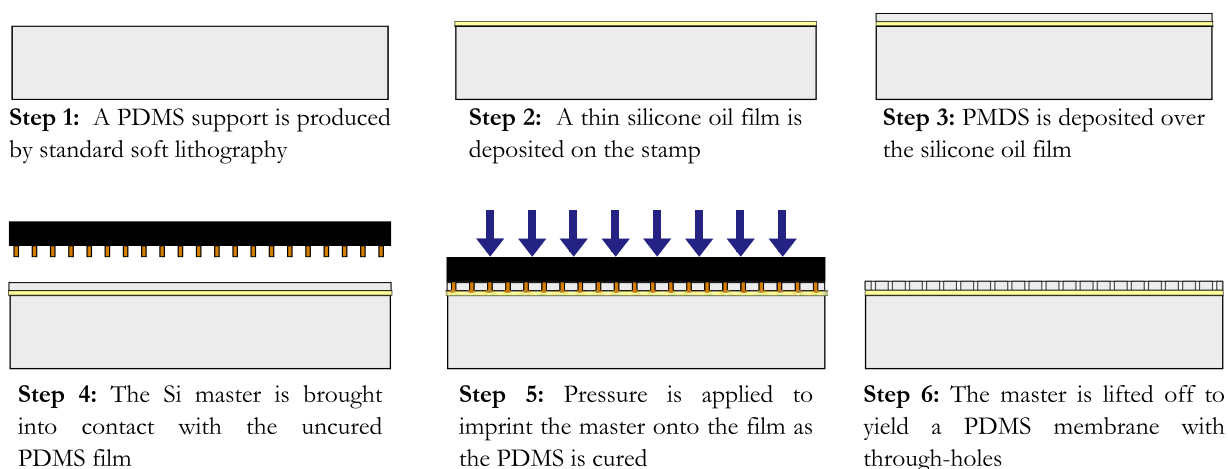 Step 1: A PDMS support is produced
by standard soft lithography
Step 2: A thin silicone oil film is
deposited on the stamp
Step 3: PMDS is deposited over
the silicone oil film
Step 4: The Si master is brought
into contact with the uncured
PDMS film
Step 5: Pressure is applied to
imprint the master onto the film as
the PDMS is cured
Step 6: The master is lifted off to
yield a PDMS membrane with
through-holes